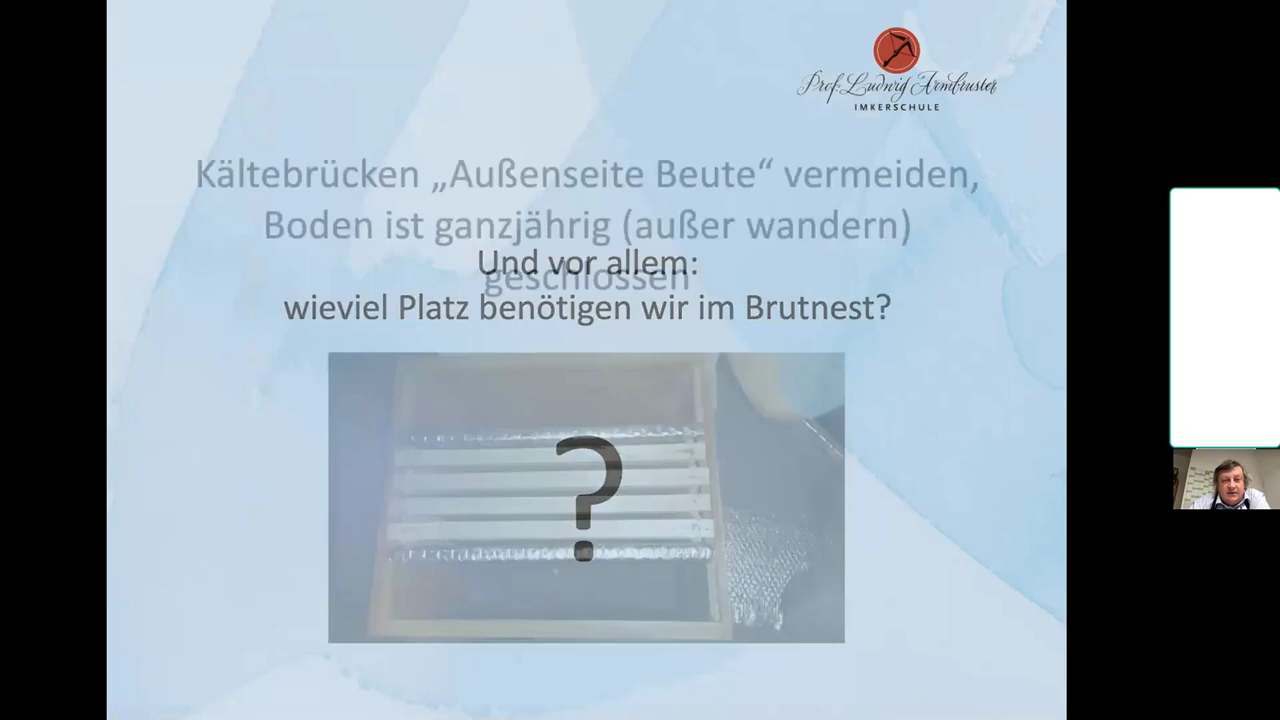 Prof. Ludwig Armbruster
IMKERSCHULE
Kältebrücken „Außenseite Beute“ vermeiden,
Boden ist ganzjährig (außer wandern)
geschlossen
Und vor allem:
wieviel Platz benötigen wir im Brutnest?
?